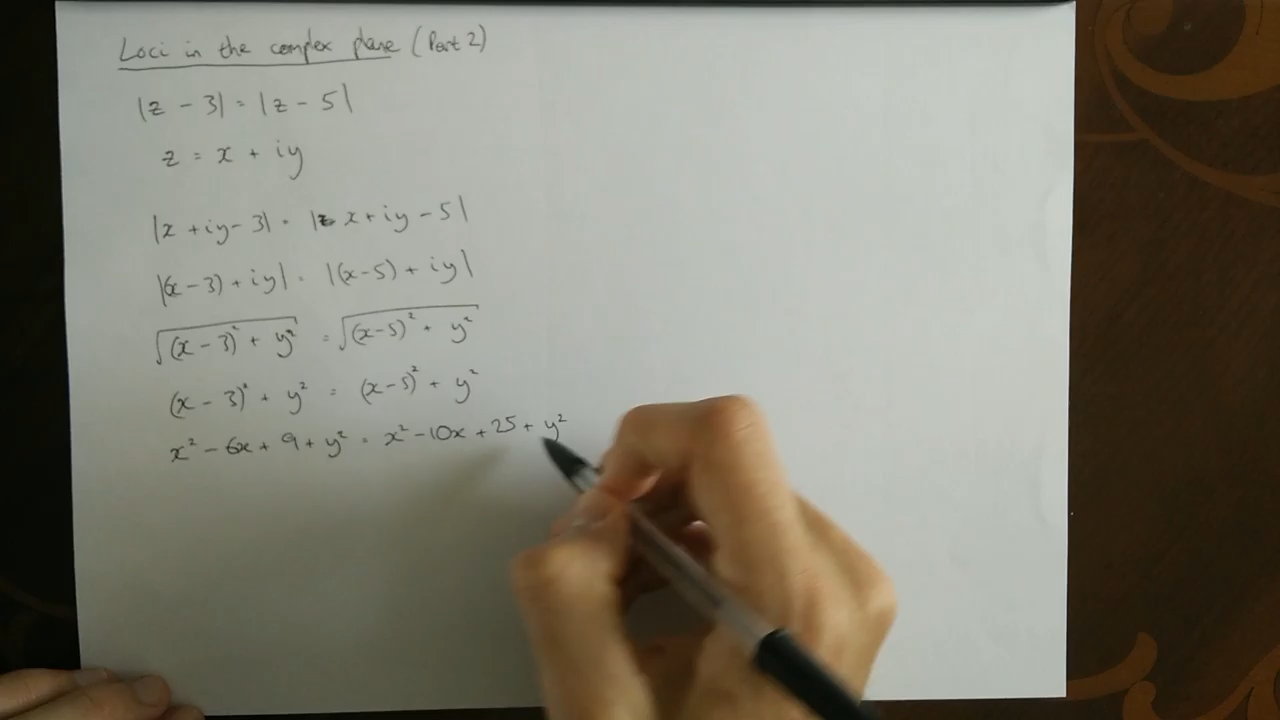 Loci in the complex plane (Part 2)
|z - 3| = |z - 5|
z = x + iy
|x + iy - 3| = |x + iy - 5|
|(x - 3) + iy| = |(x - 5) + iy|
√((x - 3)² + y²) = √((x - 5)² + y²)
(x - 3)² + y² = (x - 5)² + y²
x² - 6x + 9 + y² = x² - 10x + 25 + y²